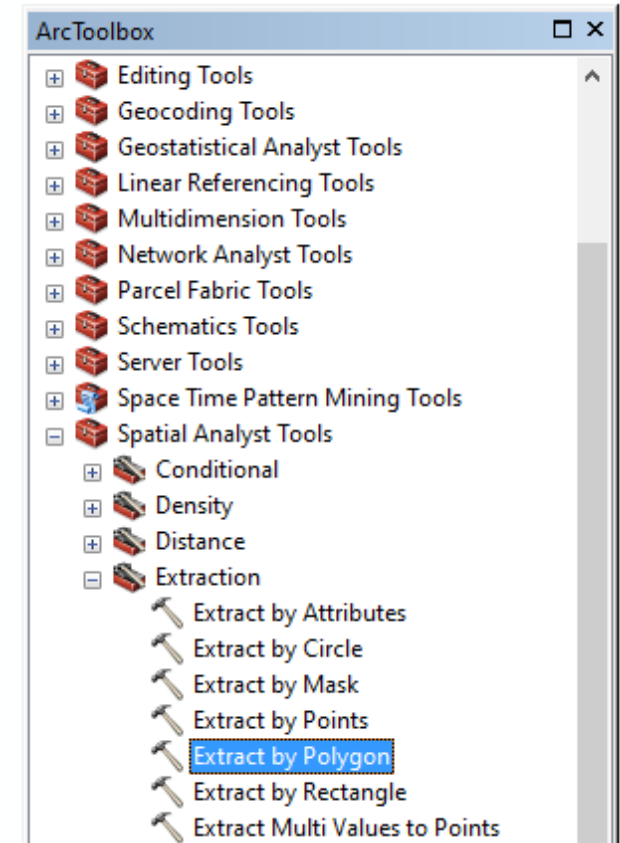 ArcToolbox
Editing Tools
Geocoding Tools
Geostatistical Analyst Tools
Linear Referencing Tools
Multidimension Tools
Network Analyst Tools
Parcel Fabric Tools
Schematics Tools
Server Tools
Space Time Pattern Mining Tools
Spatial Analyst Tools
Conditional
Density
Distance
Extraction
Extract by Attributes
Extract by Circle
Extract by Mask
Extract by Points
Extract by Polygon
Extract by Rectangle
Extract Multi Values to Points